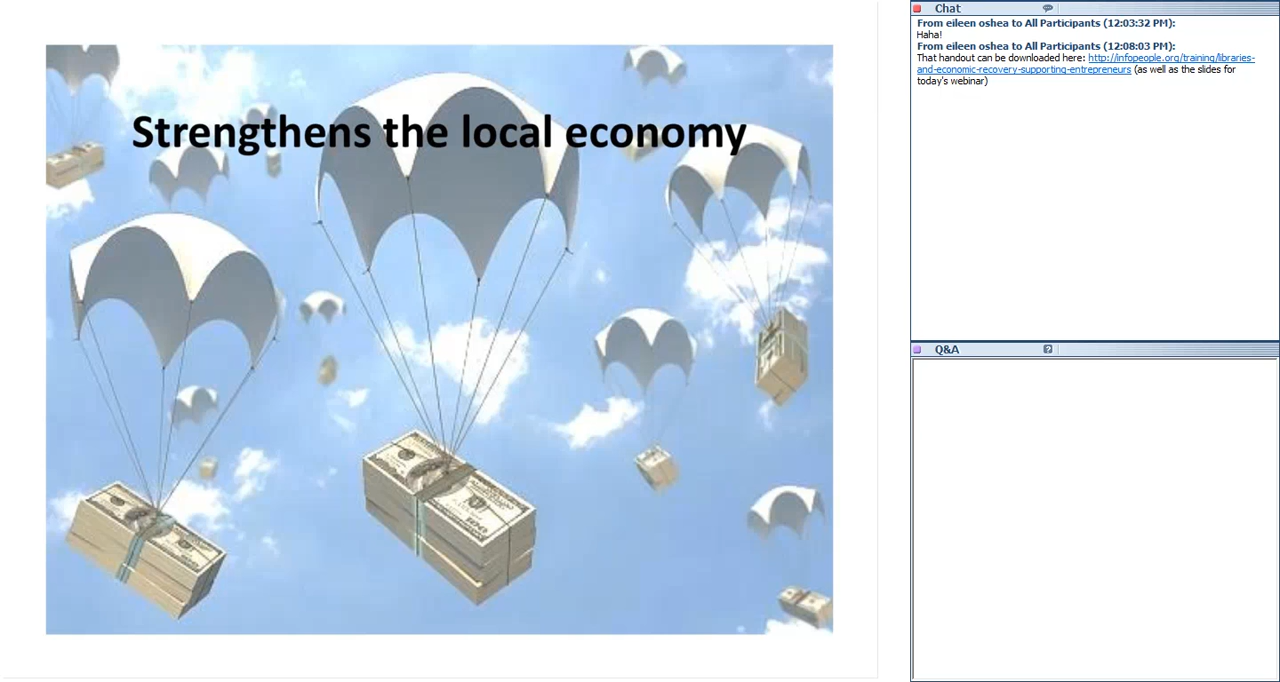 Strengthens the local economy
Chat
From eileen oshea to All Participants (12:03:32 PM):
Haha!
From eileen oshea to All Participants (12:08:03 PM):
That handout can be downloaded here: http://infopeople.org/training/libraries-
and-economic-recovery-supporting-entrepreneurs (as well as the slides for
today's webinar)
Q&A